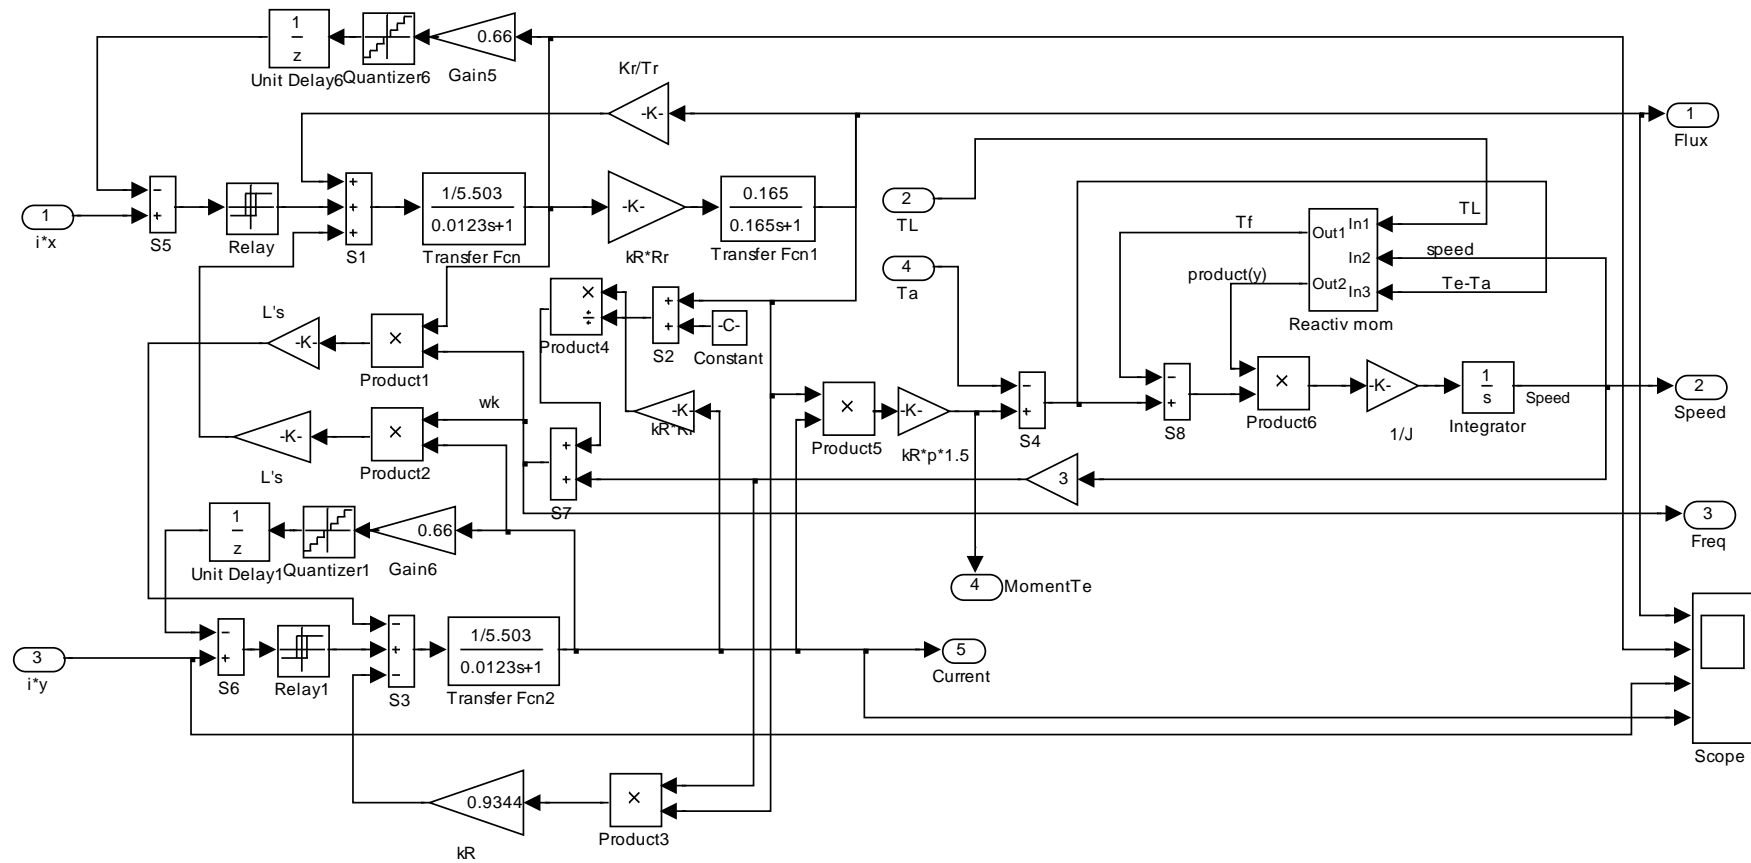 1
z
Unit Delay6
Quantizer6
0.66
Gain5
Kr/Tr
-K-
1
Flux
1
i*x
−
+
S5
Relay
+
+
+
S1
1/5.503
0.0123s+1
Transfer Fcn
-K-
kR*Rr
0.165
0.165s+1
Transfer Fcn1
2
TL
4
Ta
Tf
product(y)
Out1
Out2
In1
In2
In3
Reactiv mom
TL
speed
Te-Ta
L's
-K-
×
Product1
×
÷
Product4
+
+
S2
-C-
Constant
wk
-K-
L's
×
Product2
-K-
kR*Rr
+
+
S7
×
Product5
-K-
kR*p*1.5
−
+
S4
−
+
S8
×
Product6
-K-
1/J
1
s
Integrator
Speed
2
Speed
3
3
Freq
1
z
Unit Delay1
Quantizer1
0.66
Gain6
4
MomentTe
3
i*y
−
+
S6
Relay1
−
+
−
S3
1/5.503
0.0123s+1
Transfer Fcn2
5
Current
Scope
0.9344
kR
×
Product3